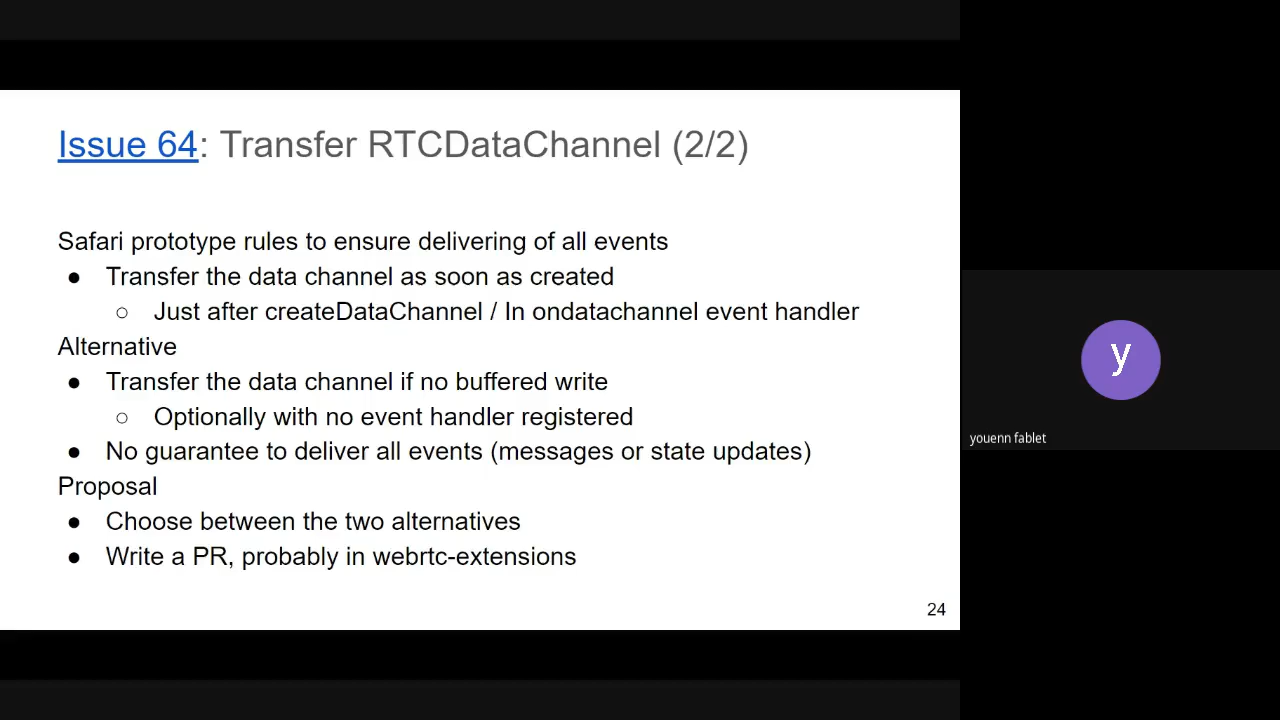 Issue 64: Transfer RTCDataChannel (2/2)
Safari prototype rules to ensure delivering of all events
● Transfer the data channel as soon as created
○ Just after createDataChannel / In ondatachannel event handler
Alternative
● Transfer the data channel if no buffered write
○ Optionally with no event handler registered
● No guarantee to deliver all events (messages or state updates)
Proposal
● Choose between the two alternatives
● Write a PR, probably in webrtc-extensions
24
y
youenn fablet